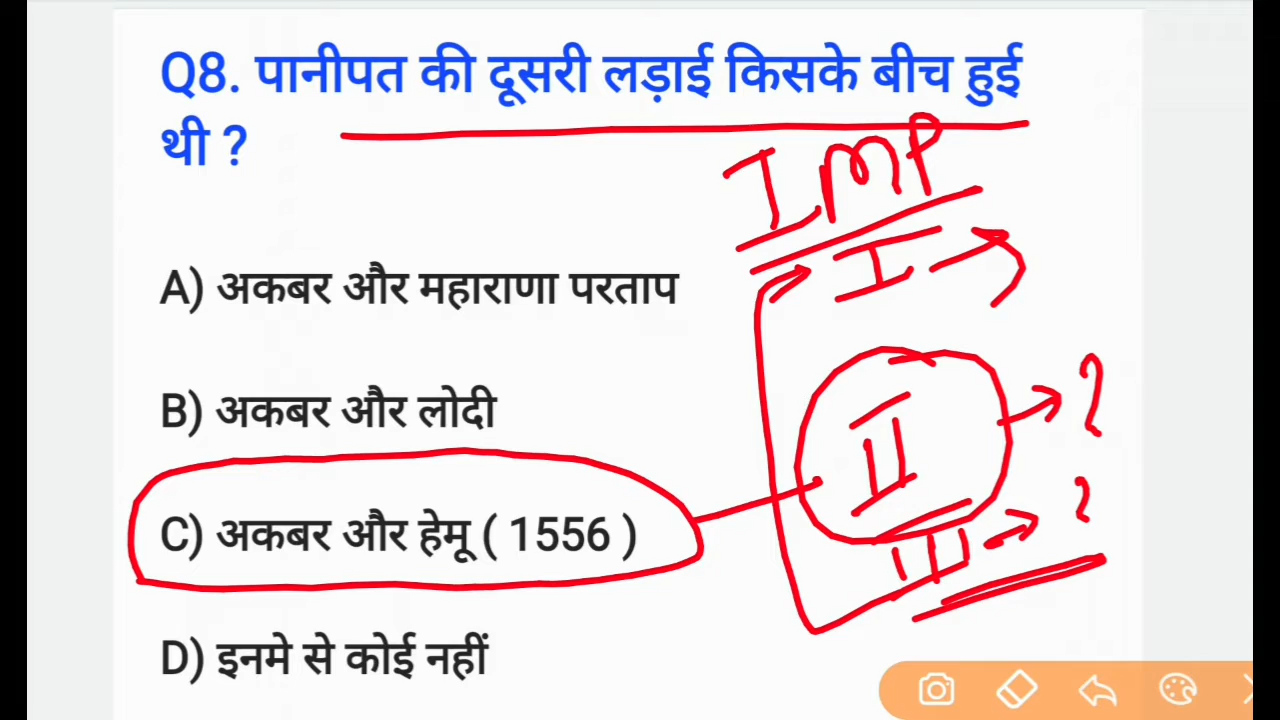 Q8. पानीपत की दूसरी लड़ाई किसके बीच हुई
थी ?
IMP
I
A) अकबर और महाराणा परताप
B) अकबर और लोदी
II ?
C) अकबर और हेमू ( 1556 )
III ?
D) इनमे से कोई नहीं